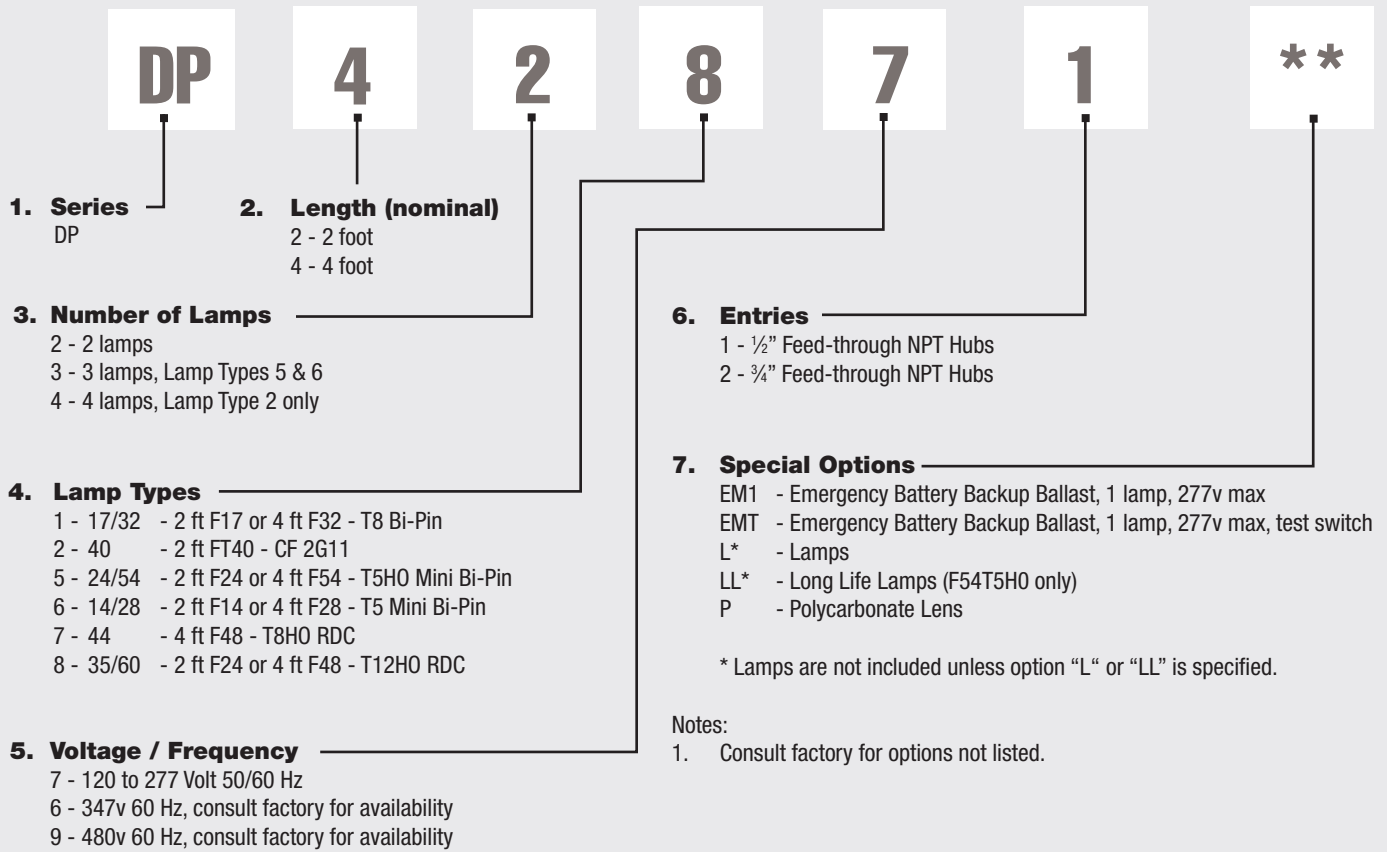 DP 4 2 8 7 1 **
1. Series
DP
2. Length (nominal)
2 - 2 foot
4 - 4 foot
3. Number of Lamps
2 - 2 lamps
3 - 3 lamps, Lamp Types 5 & 6
4 - 4 lamps, Lamp Type 2 only
4. Lamp Types
1 - 17/32 - 2 ft F17 or 4 ft F32 - T8 Bi-Pin
2 - 40 - 2 ft FT40 - CF 2G11
5 - 24/54 - 2 ft F24 or 4 ft F54 - T5HO Mini Bi-Pin
6 - 14/28 - 2 ft F14 or 4 ft F28 - T5 Mini Bi-Pin
7 - 44 - 4 ft F48 - T8HO RDC
8 - 35/60 - 2 ft F24 or 4 ft F48 - T12HO RDC
5. Voltage / Frequency
7 - 120 to 277 Volt 50/60 Hz
6 - 347v 60 Hz, consult factory for availability
9 - 480v 60 Hz, consult factory for availability
6. Entries
1 - ½” Feed-through NPT Hubs
2 - ¾” Feed-through NPT Hubs
7. Special Options
EM1 - Emergency Battery Backup Ballast, 1 lamp, 277v max
EMT - Emergency Battery Backup Ballast, 1 lamp, 277v max, test switch
L* - Lamps
LL* - Long Life Lamps (F54T5HO only)
P - Polycarbonate Lens
* Lamps are not included unless option “L“ or “LL” is specified.
Notes:
1. Consult factory for options not listed.